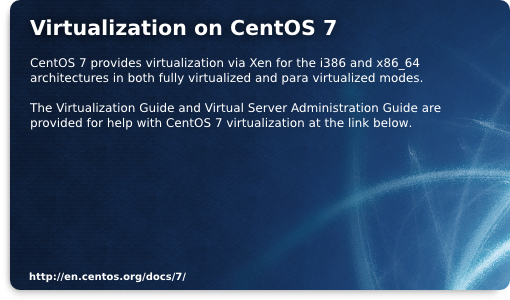 Virtualization on CentOS 7
CentOS 7 provides virtualization via Xen for the i386 and x86_64
architectures in both fully virtualized and para virtualized modes.
The Virtualization Guide and Virtual Server Administration Guide are
provided for help with CentOS 7 virtualization at the link below.
http://en.centos.org/docs/7/